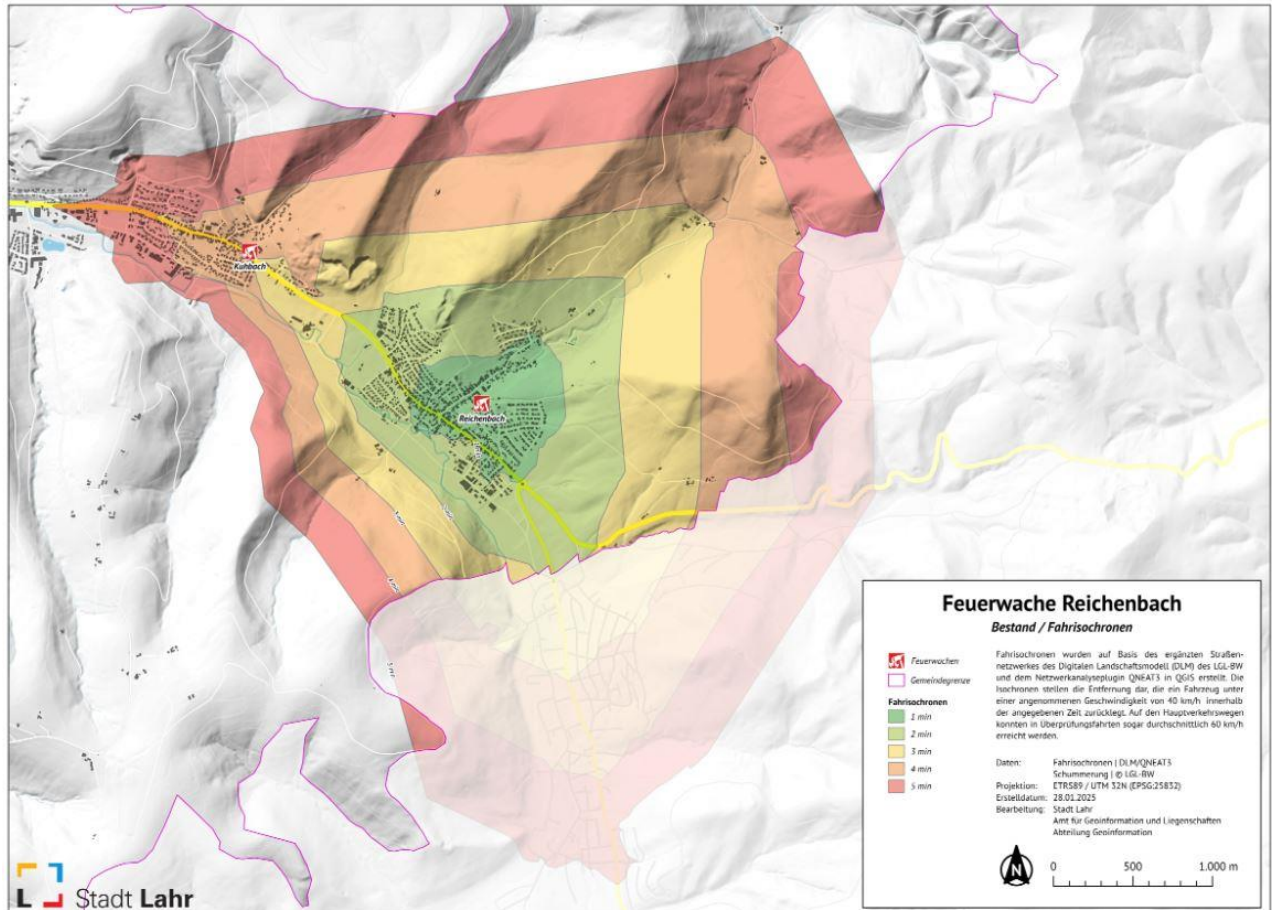 Kuhbach
Reichenbach
5 min
Feuerwache Reichenbach
Bestand / Fahrisochronen
Feuerwachen
Gemeindegrenze
Fahrisochronen
1 min
2 min
3 min
4 min
5 min
Fahrisochronen wurden auf Basis des ergänzten Straßen-
netzwerkes des Digitalen Landschaftsmodell (DLM) des LGL-BW
und dem Netzwerkanalyseplugin QNEAT3 in QGIS erstellt. Die
Isochronen stellen die Entfernung dar, die ein Fahrzeug unter
einer angenommenen Geschwindigkeit von 40 km/h innerhalb
der angegebenen Zeit zurücklegt. Auf den Hauptverkehrswegen
konnten in Überprüfungsfahrten sogar durchschnittlich 60 km/h
erreicht werden.
Daten: Fahrisochronen | DLM/QNEAT3
Schummerung | © LGL-BW
Projektion: ETRS89 / UTM 32N (EPSG:25832)
Erstelldatum: 28.01.2025
Bearbeitung: Stadt Lahr
Amt für Geoinformation und Liegenschaften
Abteilung Geoinformation
N
0 500 1.000 m
Stadt Lahr